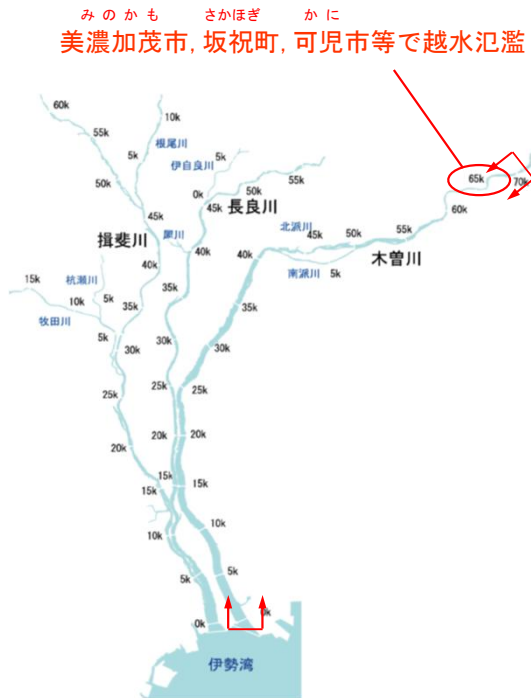 みのかも さかほぎ かに
美濃加茂市, 坂祝町, 可児市等で越水氾濫
60k
10k
55k
根尾川
5k
伊自良川
5k
50k
0k
50k
55k
45k
長良川
45k
揖斐川
犀川
40k
40k
杭瀬川
15k
10k
5k
35k
35k
牧田川
5k
30k
30k
25k
25k
20k
20k
15k
15k
10k
5k
0k
65k
70k
60k
北派川
45k
50k
55k
40k
木曽川
南派川
5k
35k
30k
25k
20k
15k
10k
5k
0k
伊勢湾